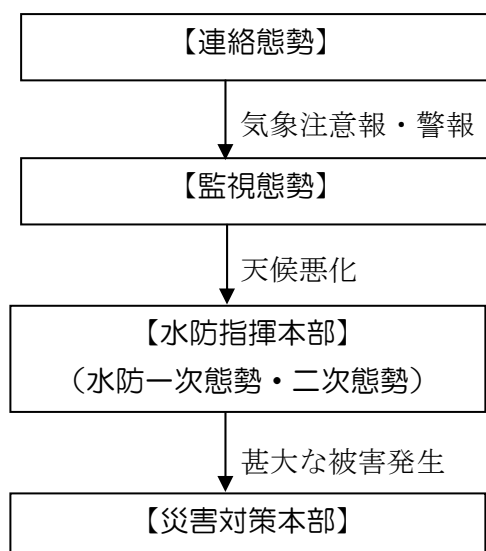 【連絡態勢】
気象注意報・警報
【監視態勢】
天候悪化
【水防指揮本部】
（水防一次態勢・二次態勢）
甚大な被害発生
【災害対策本部】